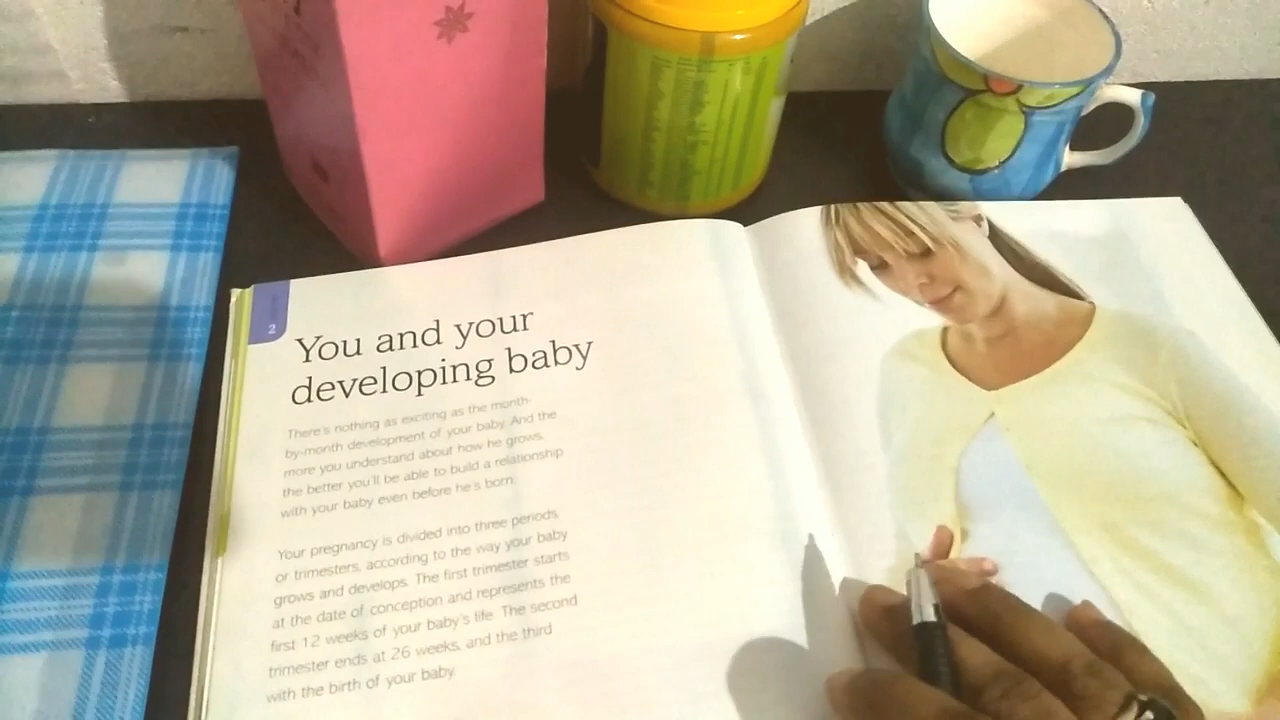 2
You and your
developing baby
There's nothing as exciting as the month-
by-month development of your baby. And the
more you understand about how he grows,
the better you'll be able to build a relationship
with your baby even before he's born.
Your pregnancy is divided into three periods,
or trimesters, according to the way your baby
grows and develops. The first trimester starts
at the date of conception and represents the
first 12 weeks of your baby's life. The second
trimester ends at 26 weeks, and the third
with the birth of your baby.